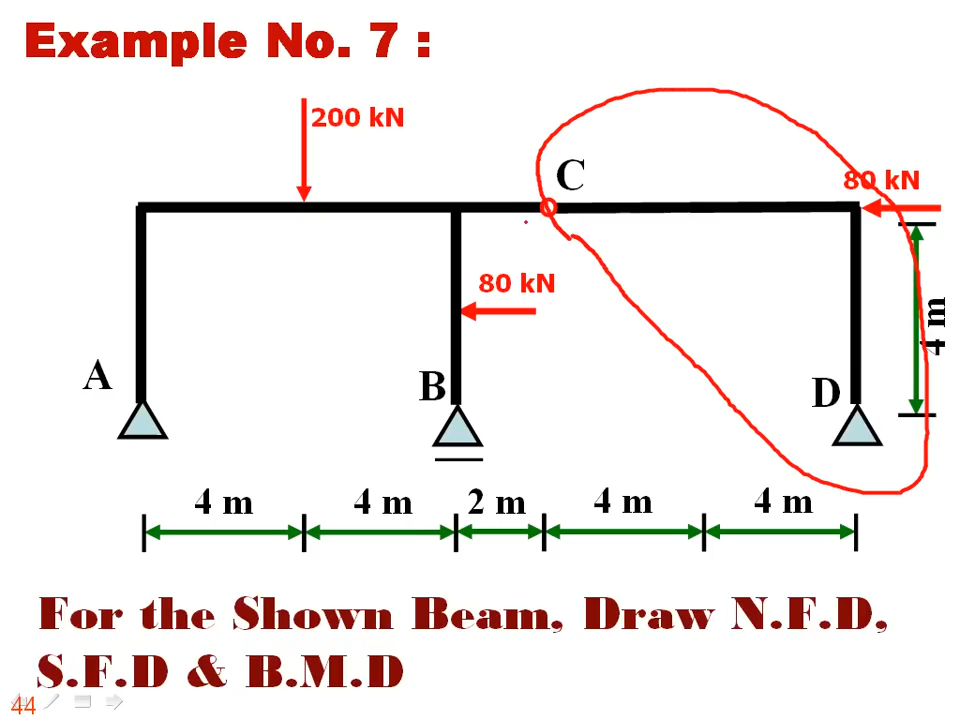 Example No. 7 :
200 kN
C
80 kN
80 kN
4 m
A
B
D
4 m
4 m
2 m
4 m
4 m
For the Shown Beam, Draw N.F.D,
S.F.D & B.M.D
44